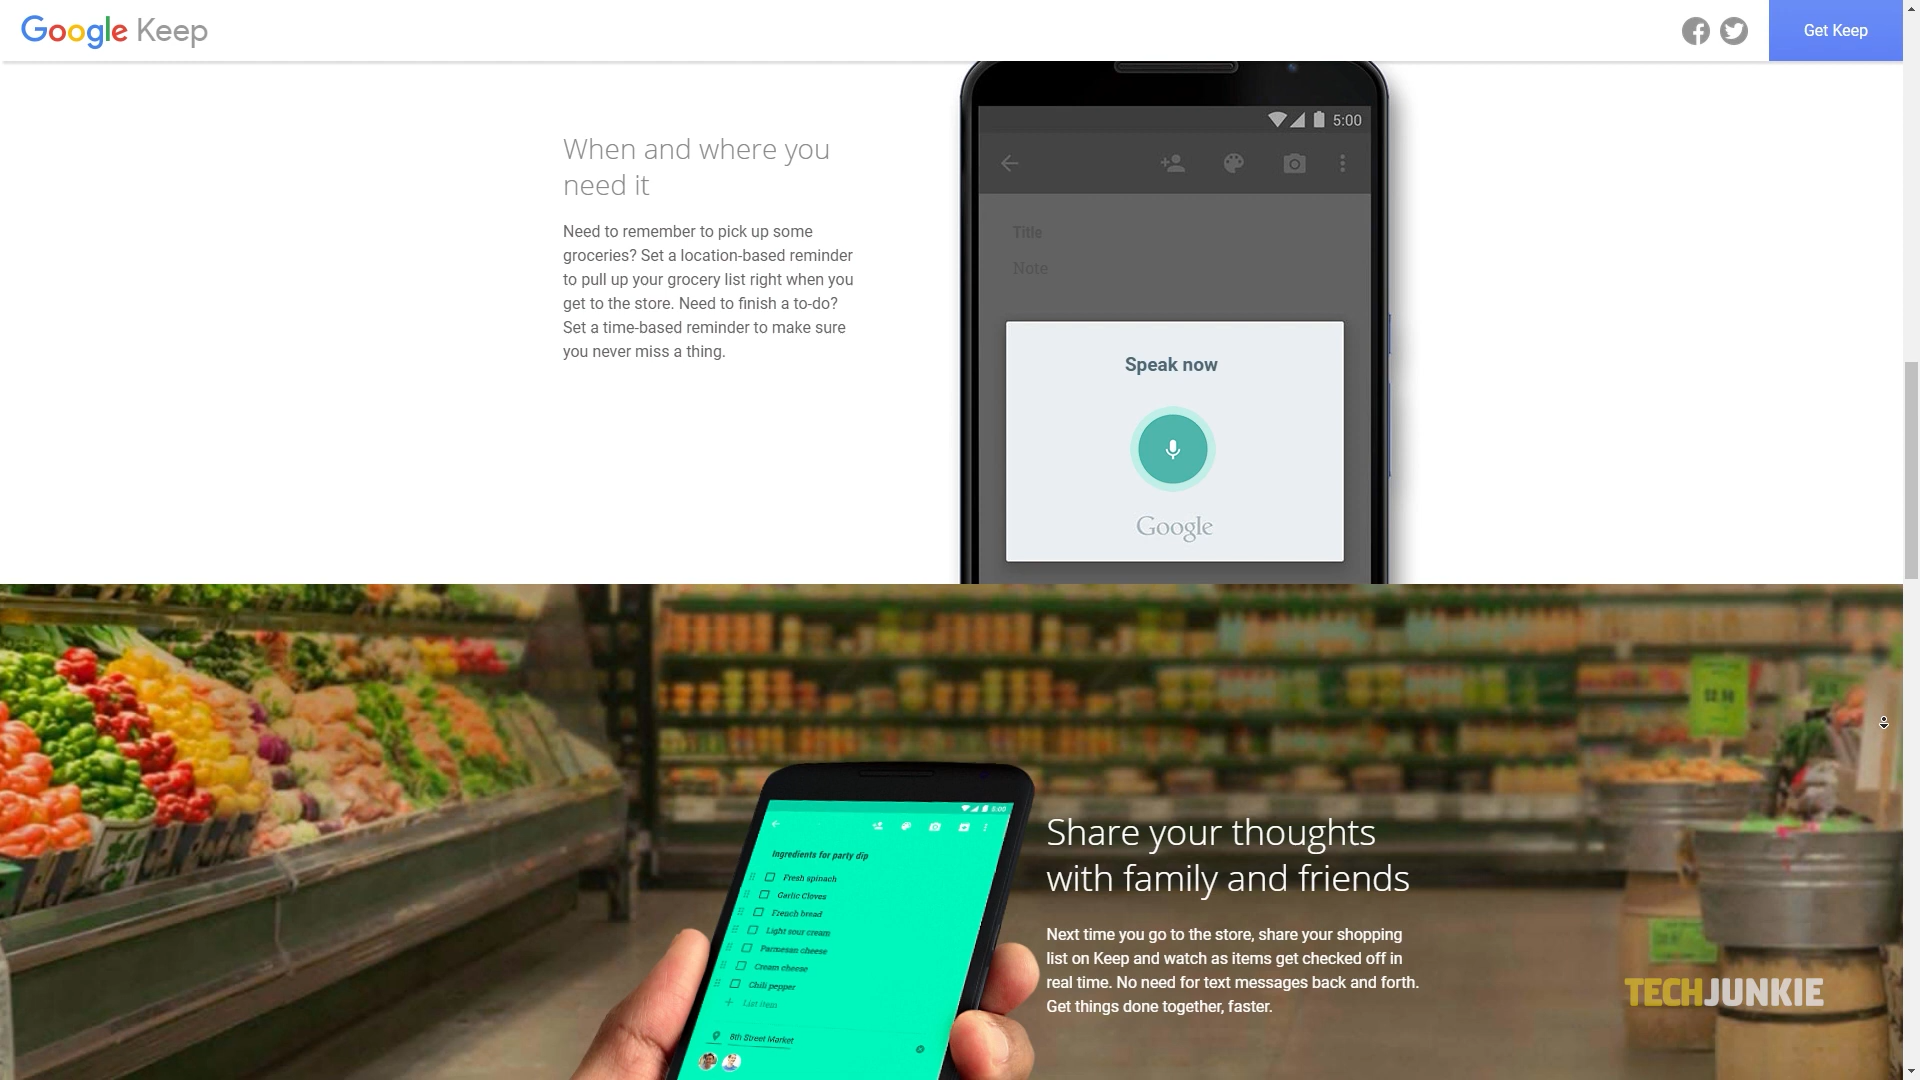 Google Keep
Get Keep
5:00
When and where you
need it
Need to remember to pick up some
groceries? Set a location-based reminder
to pull up your grocery list right when you
get to the store. Need to finish a to-do?
Set a time-based reminder to make sure
you never miss a thing.
Title
Note
Speak now
Google
5:00
Ingredients for party dip
Fresh spinach
Garlic Cloves
French bread
Light sour cream
Parmesan cheese
Cream cheese
Chili pepper
List item
8th Street Market
Share your thoughts
with family and friends
Next time you go to the store, share your shopping
list on Keep and watch as items get checked off in
real time. No need for text messages back and forth.
Get things done together, faster.
TECHJUNKIE